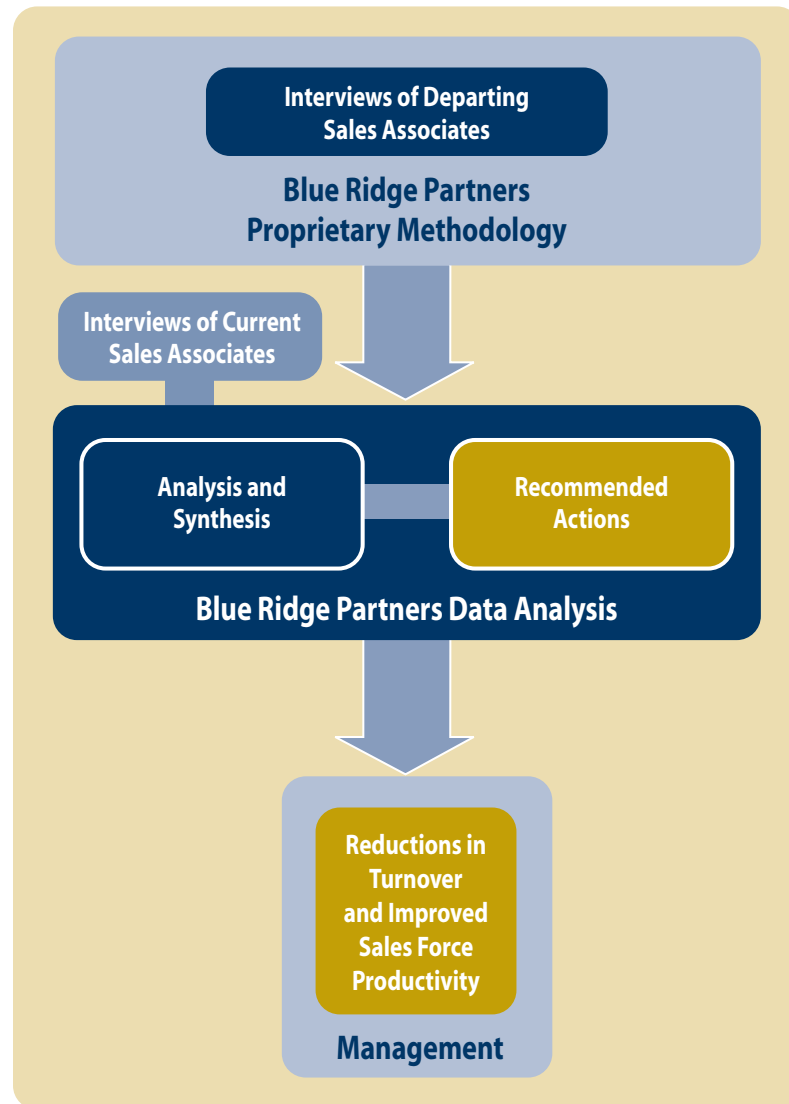 Interviews of Departing
Sales Associates
Blue Ridge Partners
Proprietary Methodology
Interviews of Current
Sales Associates
Analysis and
Synthesis
Recommended
Actions
Blue Ridge Partners Data Analysis
Reductions in
Turnover
and Improved
Sales Force
Productivity
Management